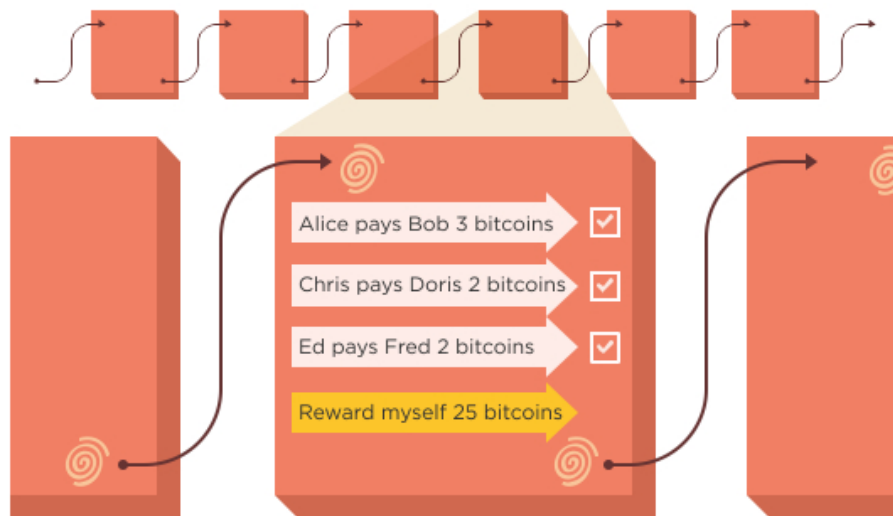 Alice pays Bob 3 bitcoins
Chris pays Doris 2 bitcoins
Ed pays Fred 2 bitcoins
Reward myself 25 bitcoins